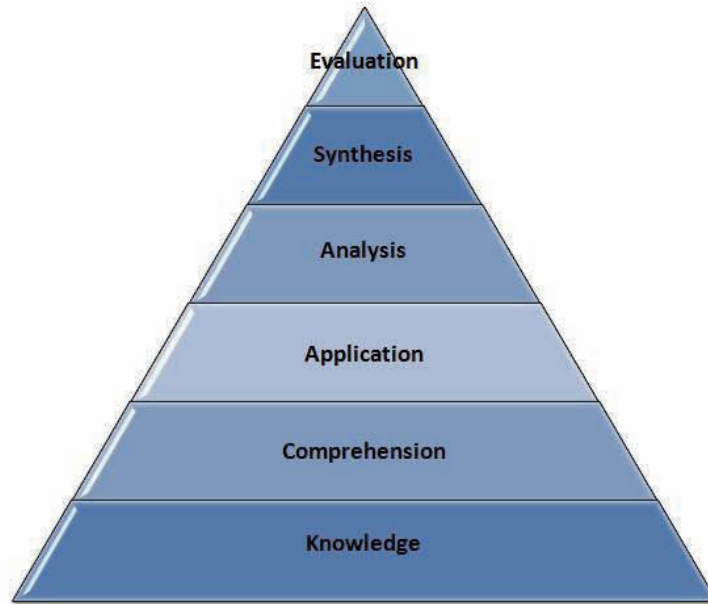 Evaluation
Synthesis
Analysis
Application
Comprehension
Knowledge